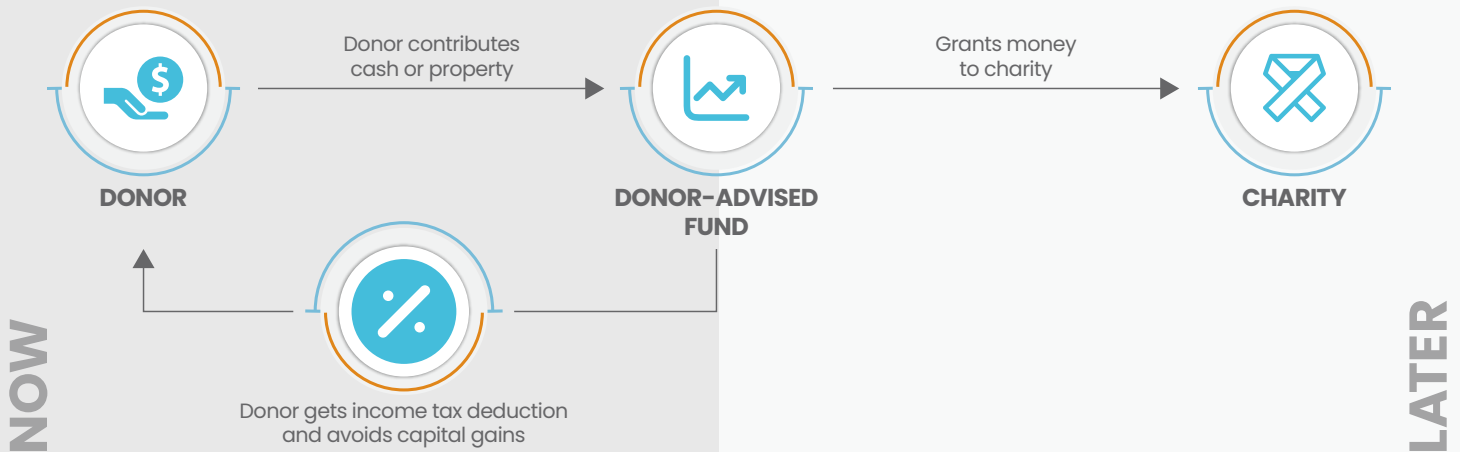 Donor contributes
cash or property
Grants money
to charity
$
DONOR
DONOR-ADVISED
FUND
CHARITY
Donor gets income tax deduction
and avoids capital gains
NOW
LATER